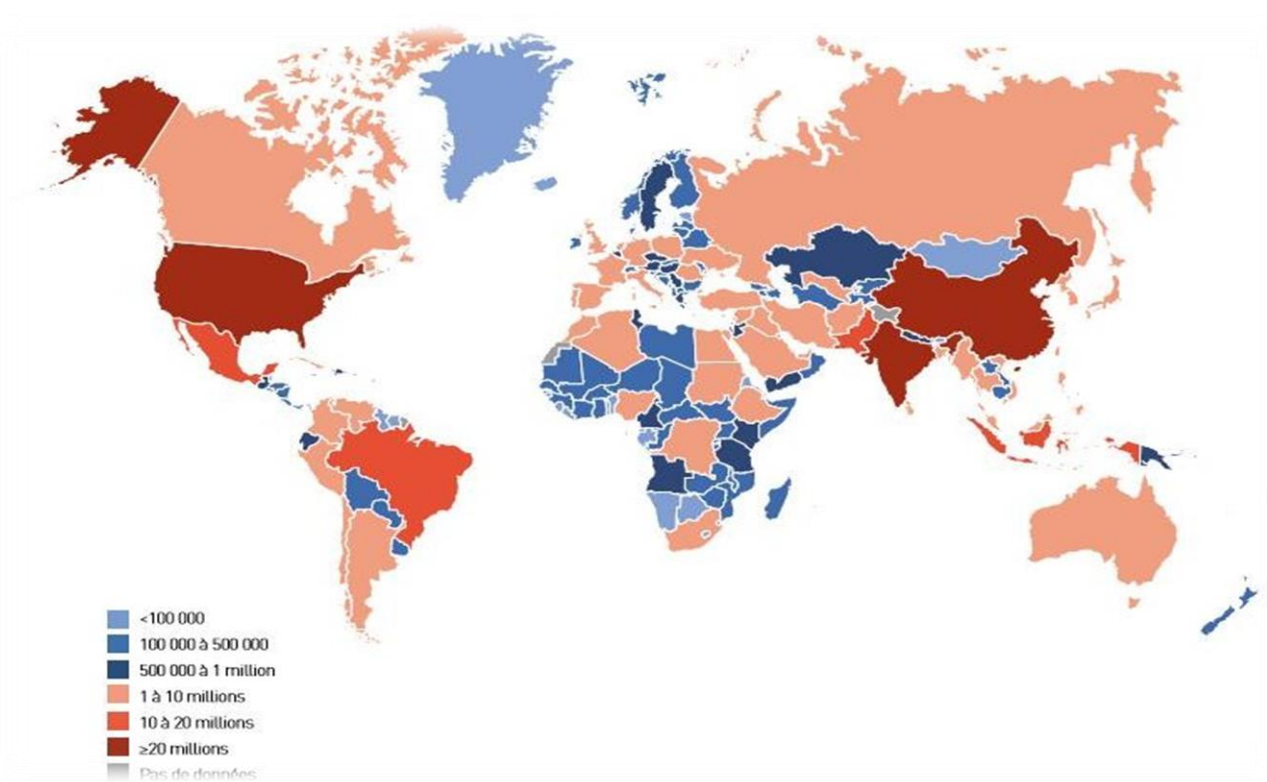 <100 000
100 000 à 500 000
500 000 à 1 million
1 à 10 millions
10 à 20 millions
≥20 millions
Pas de données